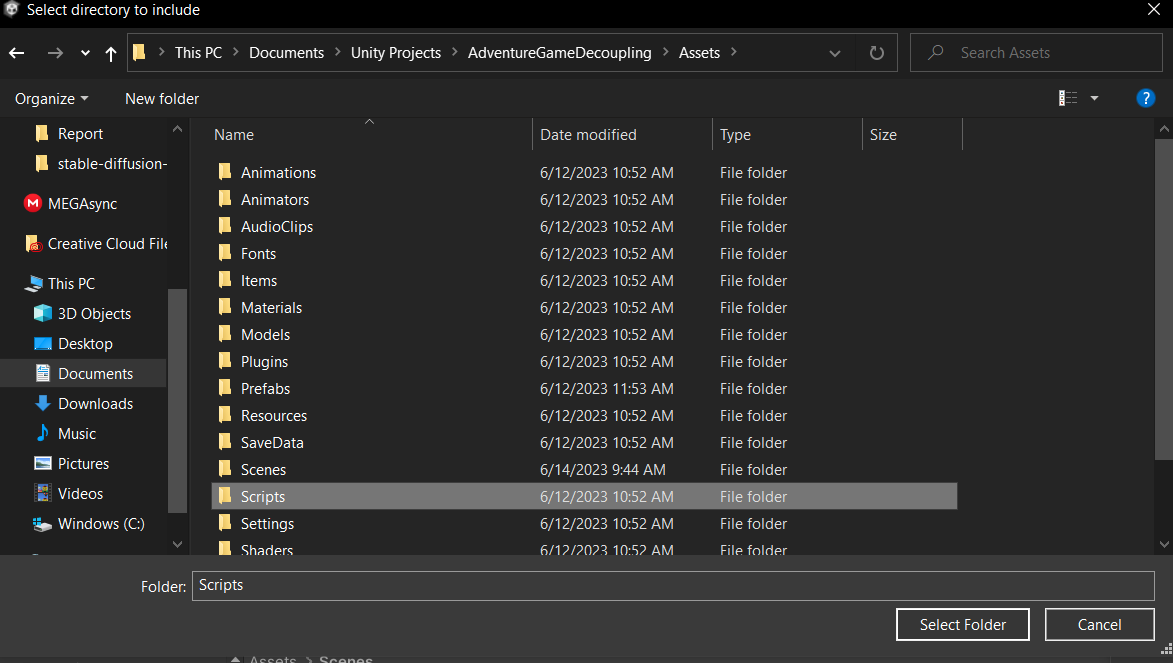 Select directory to include
This PC > Documents > Unity Projects > AdventureGameDecoupling > Assets >
Search Assets
Organize
New folder
?
Report
stable-diffusion-
M MEGAsync
Creative Cloud File
This PC
3D Objects
Desktop
Documents
Downloads
Music
Pictures
Videos
Windows (C:)
Name Date modified Type Size
Animations 6/12/2023 10:52 AM File folder
Animators 6/12/2023 10:52 AM File folder
AudioClips 6/12/2023 10:52 AM File folder
Fonts 6/12/2023 10:52 AM File folder
Items 6/12/2023 10:52 AM File folder
Materials 6/12/2023 10:52 AM File folder
Models 6/12/2023 10:52 AM File folder
Plugins 6/12/2023 10:52 AM File folder
Prefabs 6/12/2023 11:53 AM File folder
Resources 6/12/2023 10:52 AM File folder
SaveData 6/12/2023 10:52 AM File folder
Scenes 6/14/2023 9:44 AM File folder
Scripts 6/12/2023 10:52 AM File folder
Settings 6/12/2023 10:52 AM File folder
Shaders 6/12/2023 10:52 AM File folder
Folder: Scripts
Select Folder
Cancel
Assets > Scenes